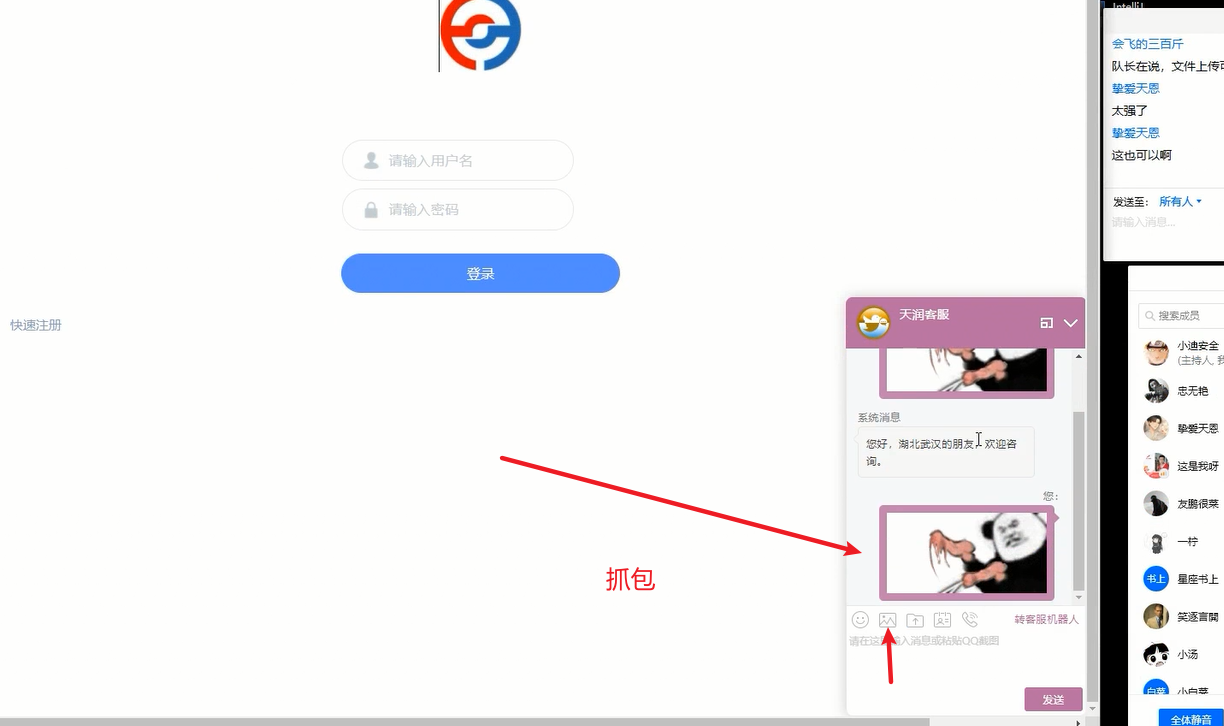 IntelliJ
会飞的三百斤
队长在说，文件上传可
挚爱天恩
太强了
挚爱天恩
这也可以啊
发送至： 所有人
请输入消息...
请输入用户名
请输入密码
登录
快速注册
天润客服
系统消息
您好，湖北武汉的朋友，欢迎咨
询。
您：
抓包
转客服机器人
请在这里输入消息或粘贴QQ截图
发送
搜索成员
小迪安全
(主持人, 我
忠无艳
挚爱天恩
这是我呀
友鹏很菜
一柠
书上 星座书上
笑逐言開
小汤
白菜 小白菜
全体静音